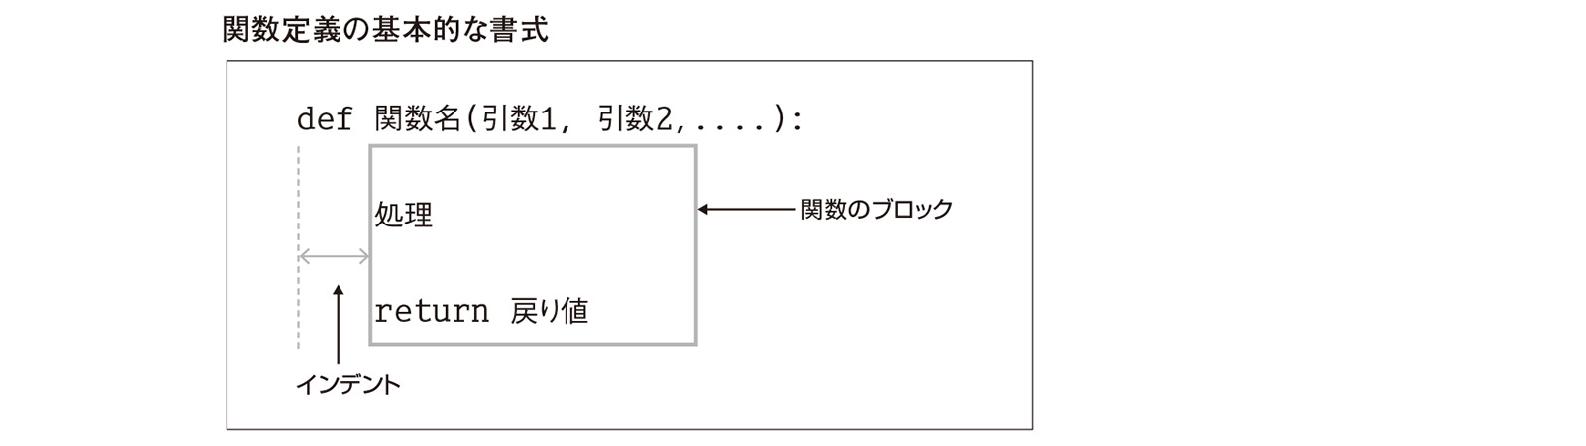 関数定義の基本的な書式
def 関数名(引数1, 引数2,....):
処理
関数のブロック
return 戻り値
インデント